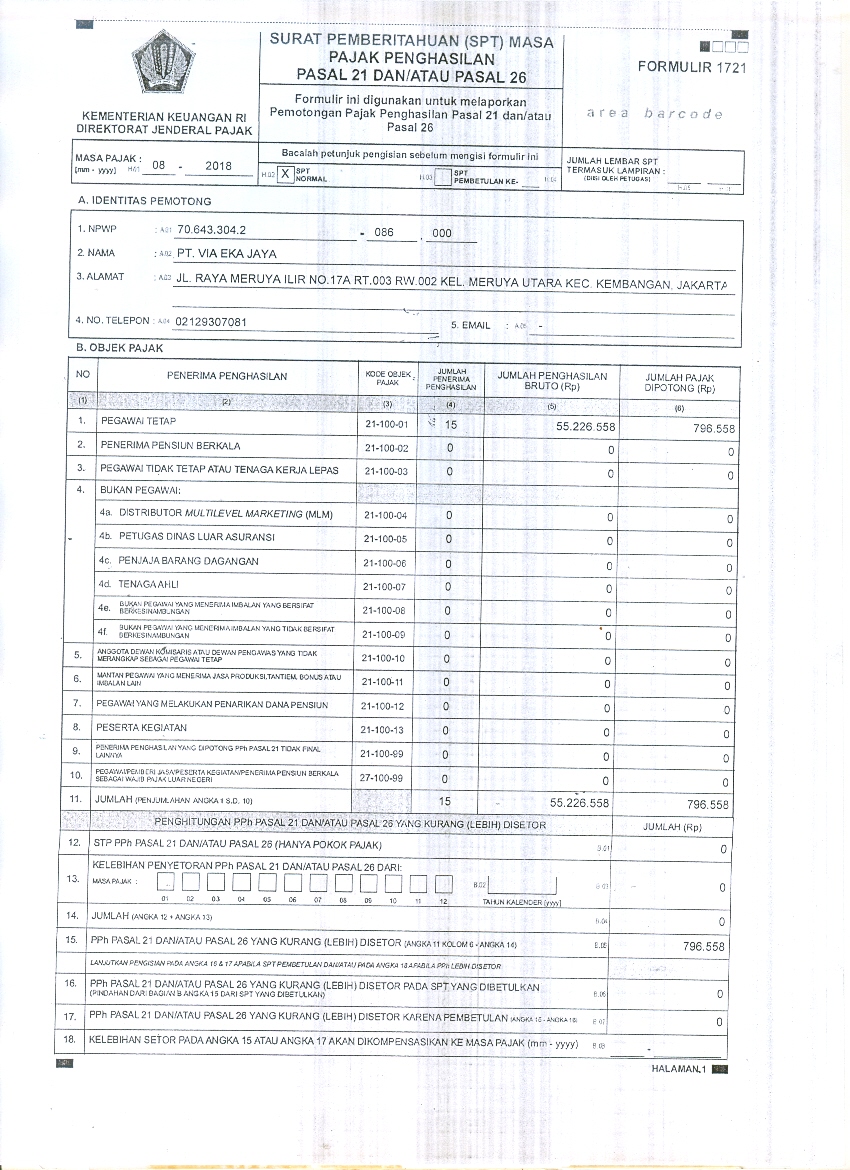 SURAT PEMBERITAHUAN (SPT) MASA
PAJAK PENGHASILAN
PASAL 21 DAN/ATAU PASAL 26
FORMULIR 1721
Formulir ini digunakan untuk melaporkan
Pemotongan Pajak Penghasilan Pasal 21 dan/atau
Pasal 26
area barcode
KEMENTERIAN KEUANGAN RI
DIREKTORAT JENDERAL PAJAK
MASA PAJAK :
[mm - yyyy] H.01 08 - 2018
Bacalah petunjuk pengisian sebelum mengisi formulir ini
H.02 X SPT NORMAL H.03 SPT PEMBETULAN KE- H.04
JUMLAH LEMBAR SPT
TERMASUK LAMPIRAN :
(DIISI OLEH PETUGAS)
H.05
A. IDENTITAS PEMOTONG
1. NPWP : A.01 70.643.304.2 - 086 . 000
2. NAMA : A.02 PT. VIA EKA JAYA
3. ALAMAT : A.03 JL. RAYA MERUYA ILIR NO.17A RT.003 RW.002 KEL. MERUYA UTARA KEC. KEMBANGAN, JAKARTA
4. NO. TELEPON : A.04 02129307081 5. EMAIL : A.05 -
B. OBJEK PAJAK
NO PENERIMA PENGHASILAN KODE OBJEK PAJAK JUMLAH PENERIMA PENGHASILAN JUMLAH PENGHASILAN BRUTO (Rp) JUMLAH PAJAK DIPOTONG (Rp)
(1) (2) (3) (4) (5) (6)
1. PEGAWAI TETAP 21-100-01 15 55.226.558 796.558
2. PENERIMA PENSIUN BERKALA 21-100-02 0 0 0
3. PEGAWAI TIDAK TETAP ATAU TENAGA KERJA LEPAS 21-100-03 0 0 0
4. BUKAN PEGAWAI:
4a. DISTRIBUTOR MULTILEVEL MARKETING (MLM) 21-100-04 0 0 0
4b. PETUGAS DINAS LUAR ASURANSI 21-100-05 0 0 0
4c. PENJAJA BARANG DAGANGAN 21-100-06 0 0 0
4d. TENAGA AHLI 21-100-07 0 0 0
4e. BUKAN PEGAWAI YANG MENERIMA IMBALAN YANG BERSIFAT BERKESINAMBUNGAN 21-100-08 0 0 0
4f. BUKAN PEGAWAI YANG MENERIMA IMBALAN YANG TIDAK BERSIFAT BERKESINAMBUNGAN 21-100-09 0 0 0
5. ANGGOTA DEWAN KOMISARIS ATAU DEWAN PENGAWAS YANG TIDAK MERANGKAP SEBAGAI PEGAWAI TETAP 21-100-10 0 0 0
6. MANTAN PEGAWAI YANG MENERIMA JASA PRODUKSI,TANTIEM, BONUS ATAU IMBALAN LAIN 21-100-11 0 0 0
7. PEGAWAI YANG MELAKUKAN PENARIKAN DANA PENSIUN 21-100-12 0 0 0
8. PESERTA KEGIATAN 21-100-13 0 0 0
9. PENERIMA PENGHASILAN YANG DIPOTONG PPh PASAL 21 TIDAK FINAL LAINNYA 21-100-99 0 0 0
10. PEGAWAI/PEMBERI JASA/PESERTA KEGIATAN/PENERIMA PENSIUN BERKALA SEBAGAI WAJIB PAJAK LUAR NEGERI 27-100-99 0 0 0
11. JUMLAH (PENJUMLAHAN ANGKA 1 S.D. 10) 15 55.226.558 796.558
PENGHITUNGAN PPh PASAL 21 DAN/ATAU PASAL 26 YANG KURANG (LEBIH) DISETOR JUMLAH (Rp)
12. STP PPh PASAL 21 DAN/ATAU PASAL 26 (HANYA POKOK PAJAK) B.01 0
13. KELEBIHAN PENYETORAN PPh PASAL 21 DAN/ATAU PASAL 26 DARI:
MASA PAJAK : B.02 B.03 0
01 02 03 04 05 06 07 08 09 10 11 12 TAHUN KALENDER [yyyy]
14. JUMLAH (ANGKA 12 + ANGKA 13) B.04 0
15. PPh PASAL 21 DAN/ATAU PASAL 26 YANG KURANG (LEBIH) DISETOR (ANGKA 11 KOLOM 6 - ANGKA 14) B.05 796.558
LANJUTKAN PENGISIAN PADA ANGKA 16 & 17 APABILA SPT PEMBETULAN DAN/ATAU PADA ANGKA 18 APABILA PPh LEBIH DISETOR
16. PPh PASAL 21 DAN/ATAU PASAL 26 YANG KURANG (LEBIH) DISETOR PADA SPT YANG DIBETULKAN
(PINDAHAN DARI BAGIAN B ANGKA 15 DARI SPT YANG DIBETULKAN) B.06 0
17. PPh PASAL 21 DAN/ATAU PASAL 26 YANG KURANG (LEBIH) DISETOR KARENA PEMBETULAN (ANGKA 15 - ANGKA 16) B.07 0
18. KELEBIHAN SETOR PADA ANGKA 15 ATAU ANGKA 17 AKAN DIKOMPENSASIKAN KE MASA PAJAK (mm - yyyy) B.08 -
HALAMAN 1